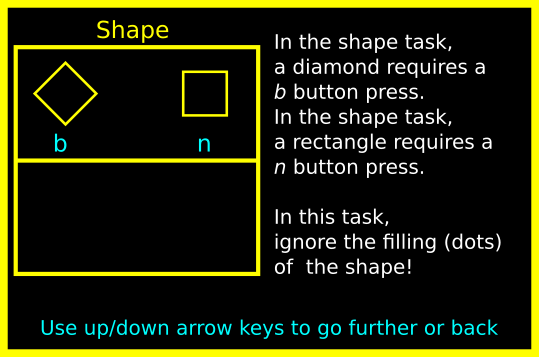 Shape
b
n
In the shape task,
a diamond requires a
b button press.
In the shape task,
a rectangle requires a
n button press.
In this task,
ignore the filling (dots)
of  the shape!
Use up/down arrow keys to go further or back